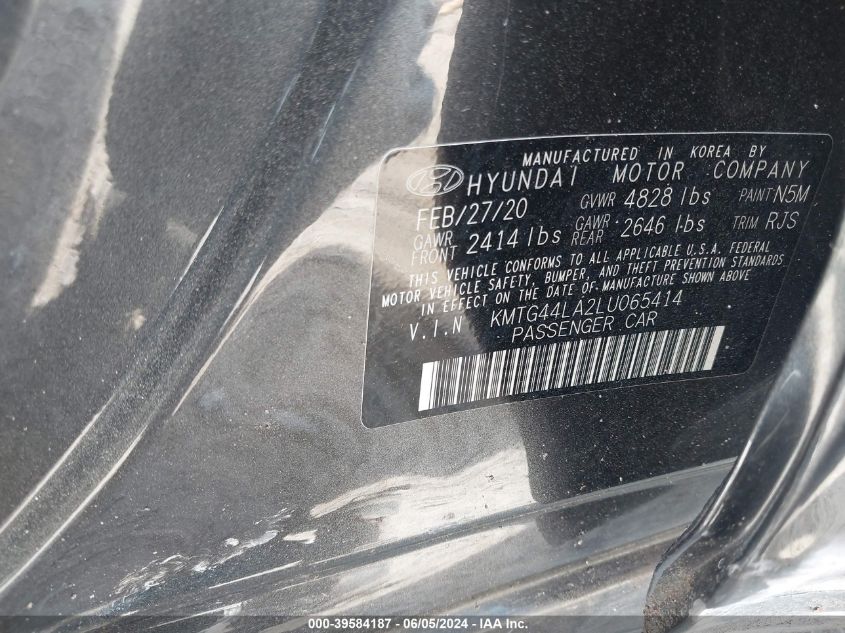 MANUFACTURED IN KOREA BY
HYUNDAI MOTOR COMPANY
FEB/27/20 GVWR 4828 lbs PAINT:N5M
GAWR FRONT 2414 lbs GAWR REAR 2646 lbs TRIM RJS
THIS VEHICLE CONFORMS TO ALL APPLICABLE U.S.A. FEDERAL
MOTOR VEHICLE SAFETY, BUMPER, AND THEFT PREVENTION STANDARDS
IN EFFECT ON THE DATE OF MANUFACTURE SHOWN ABOVE
V.I.N KMTG44LA2LU065414
PASSENGER CAR
000-39584187 - 06/05/2024 - IAA Inc.